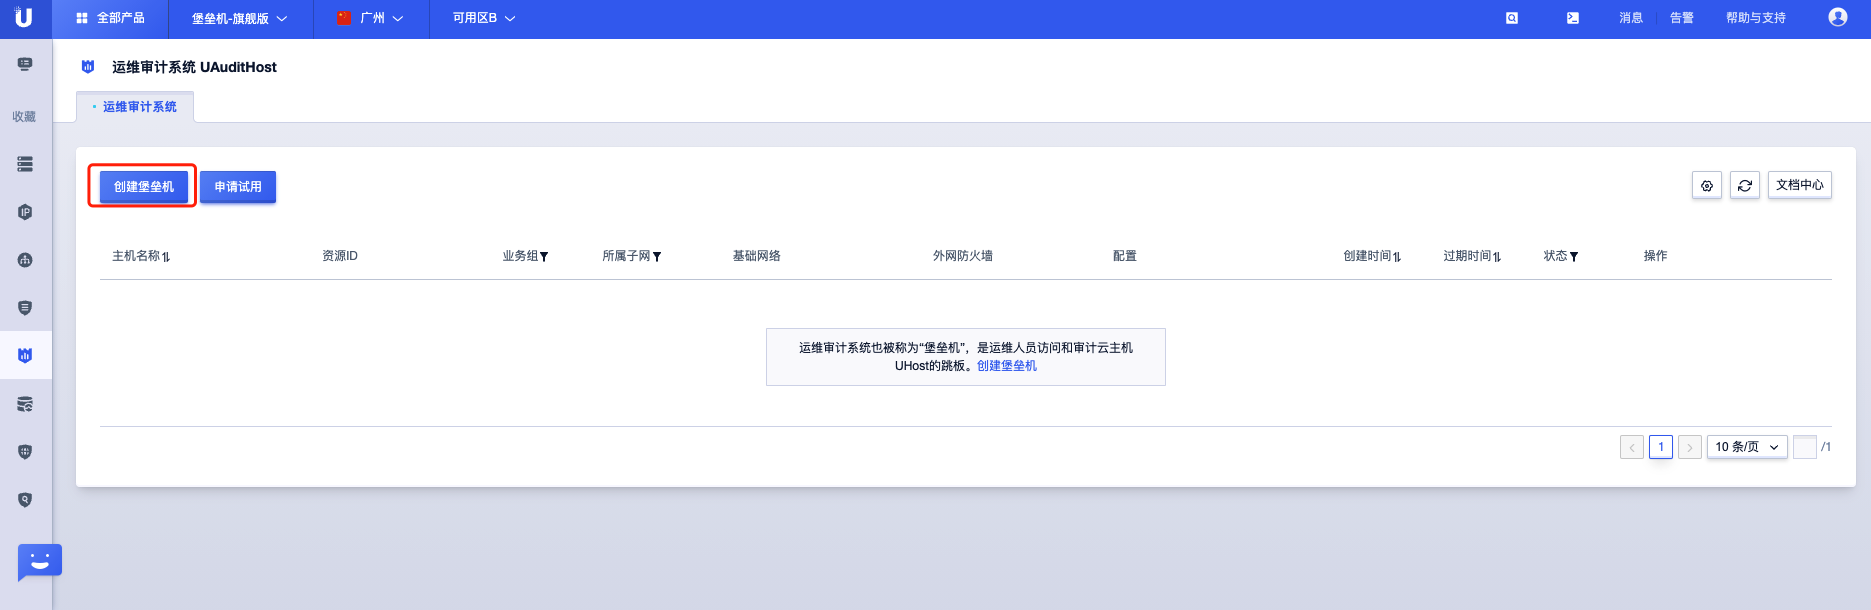 全部产品
堡垒机-旗舰版
广州
可用区B
消息
告警
帮助与支持
运维审计系统 UAuditHost
收藏
运维审计系统
创建堡垒机
申请试用
文档中心
主机名称
资源ID
业务组
所属子网
基础网络
外网防火墙
配置
创建时间
过期时间
状态
操作
运维审计系统也被称为“堡垒机”，是运维人员访问和审计云主机
UHost的跳板。创建堡垒机
1
10 条/页
/1
IP